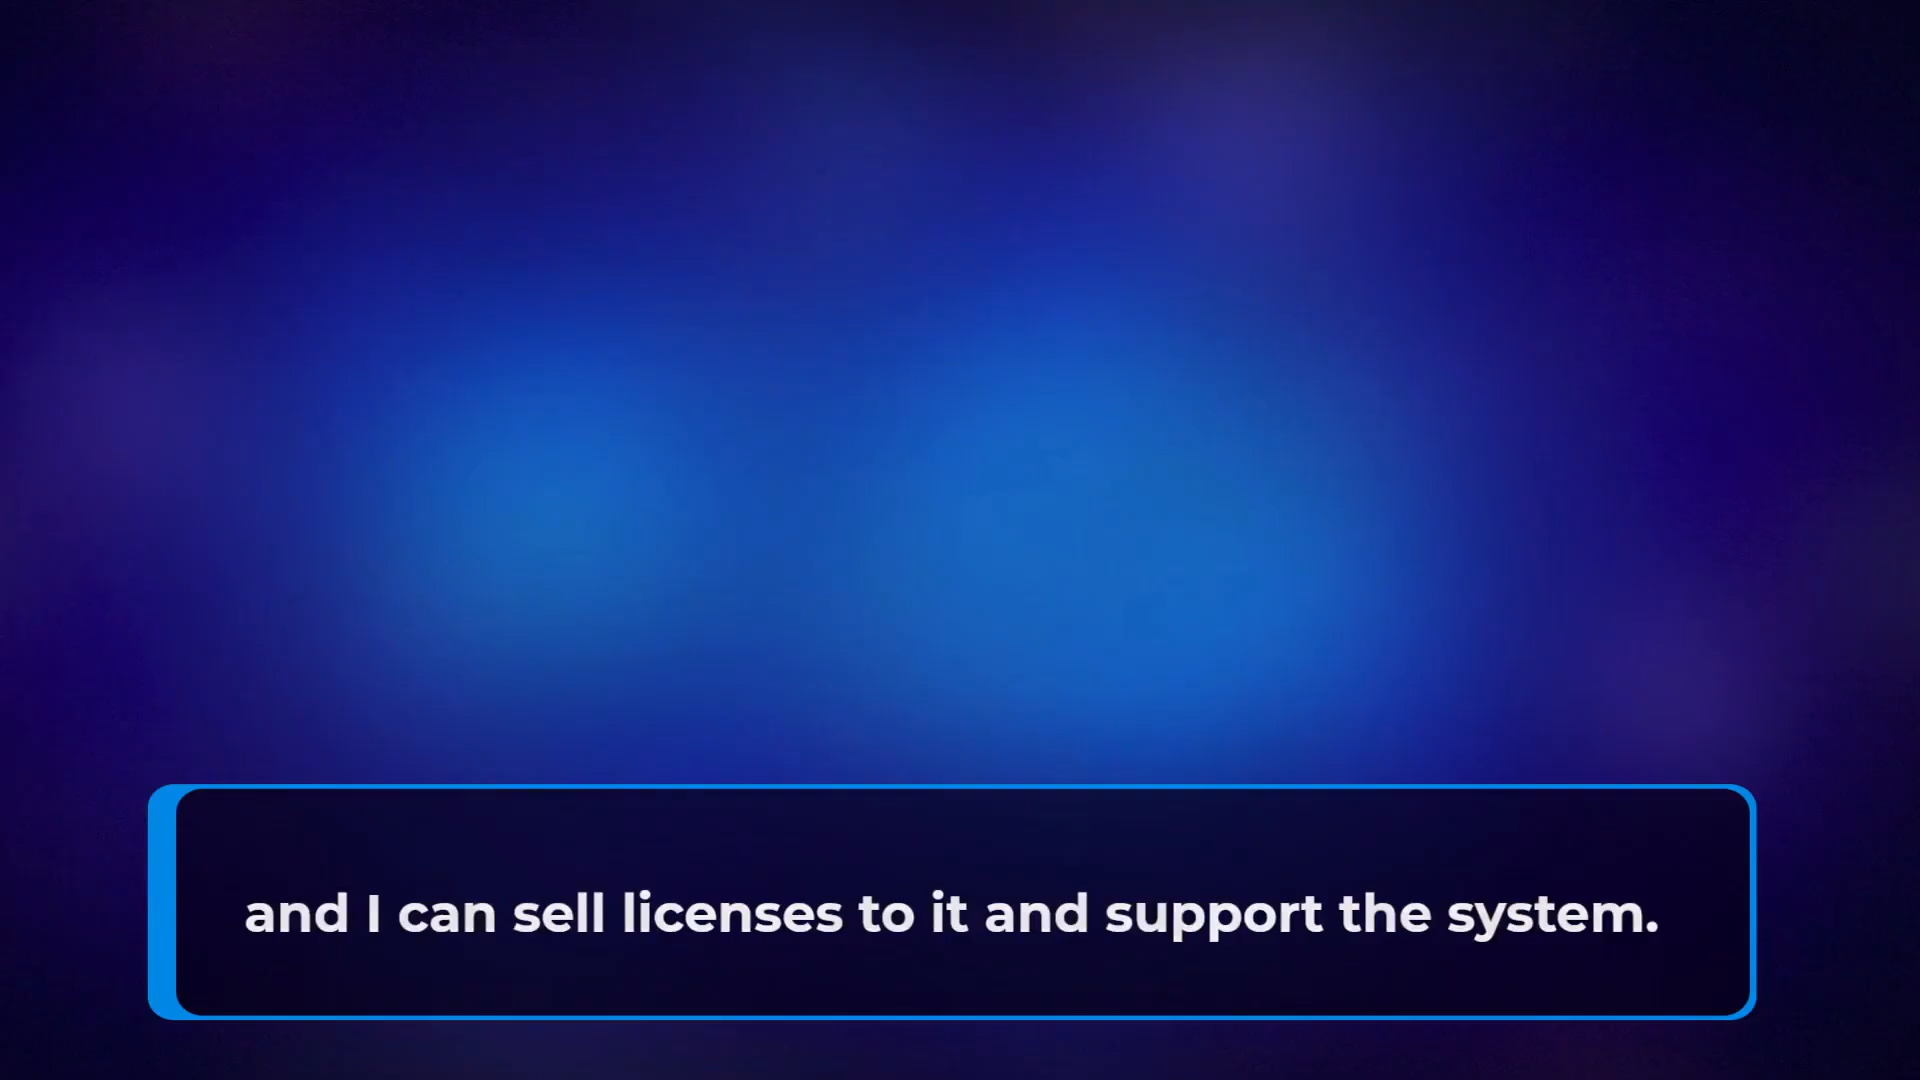 and I can sell licenses to it and support the system.